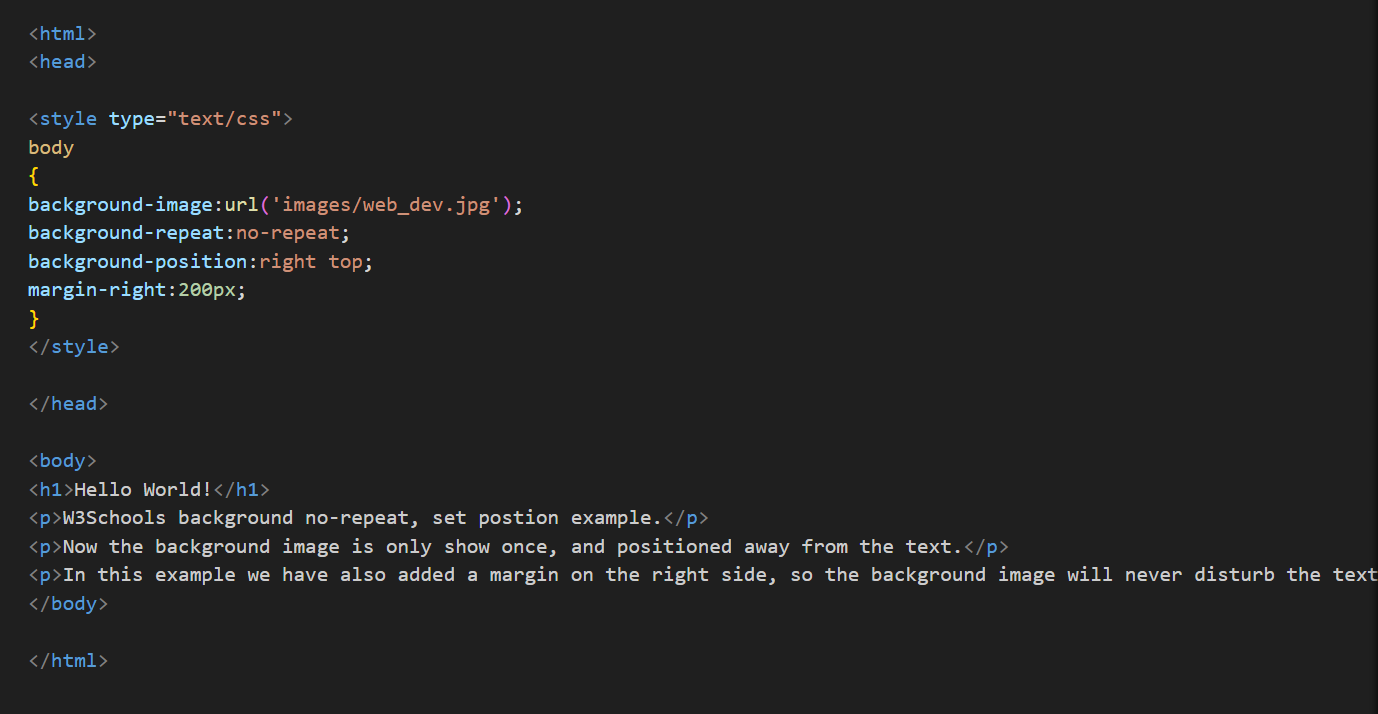 <html>
<head>
<style type="text/css">
body
{
background-image:url('images/web_dev.jpg');
background-repeat:no-repeat;
background-position:right top;
margin-right:200px;
}
</style>
</head>
<body>
<h1>Hello World!</h1>
<p>W3Schools background no-repeat, set postion example.</p>
<p>Now the background image is only show once, and positioned away from the text.</p>
<p>In this example we have also added a margin on the right side, so the background image will never disturb the text
</body>
</html>